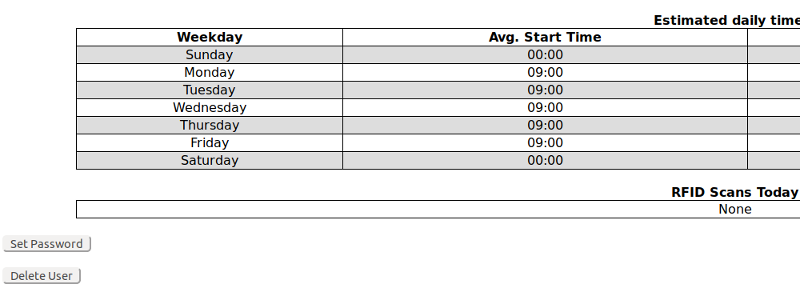 Estimated daily time
Weekday Avg. Start Time
Sunday 00:00
Monday 09:00
Tuesday 09:00
Wednesday 09:00
Thursday 09:00
Friday 09:00
Saturday 00:00
RFID Scans Today
None
Set Password
Delete User